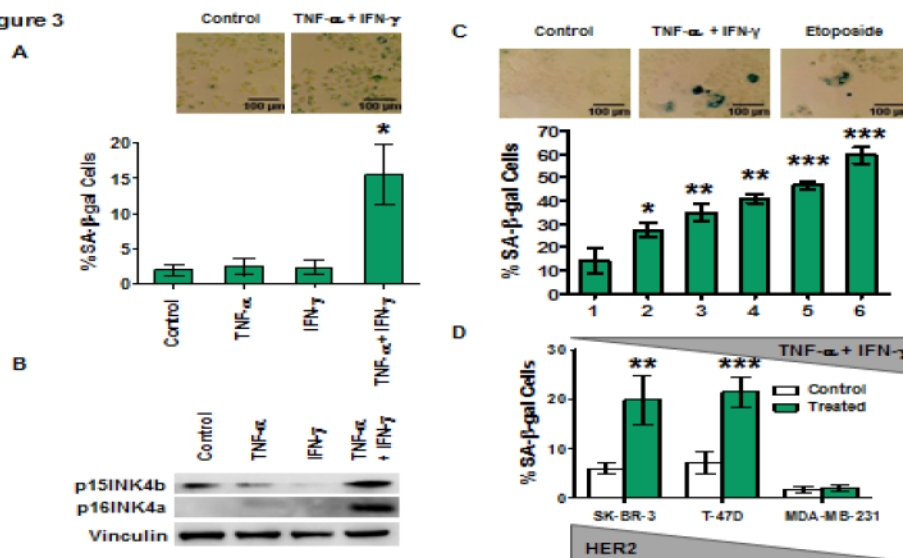 gure 3
A
Control
TNF-α + IFN-γ
100 μm
100 μm
% SA-β-gal Cells
20
15
10
5
0
*
Control
TNF-α
IFN-γ
TNF-α+ IFN-γ
B
Control
TNF-α
IFN-γ
TNF-α
+ IFN-γ
p15INK4b
p16INK4a
Vinculin
C
Control
TNF-α + IFN-γ
Etoposide
100 μm
100 μm
100 μm
% SA-β-gal Cells
70
60
50
40
30
20
10
0
*
**
**
***
***
1 2 3 4 5 6
TNF-α + IFN-γ
D
% SA-β-gal Cells
30
20
10
0
**
***
Control
Treated
SK-BR-3 T-47D MDA-MB-231
HER2